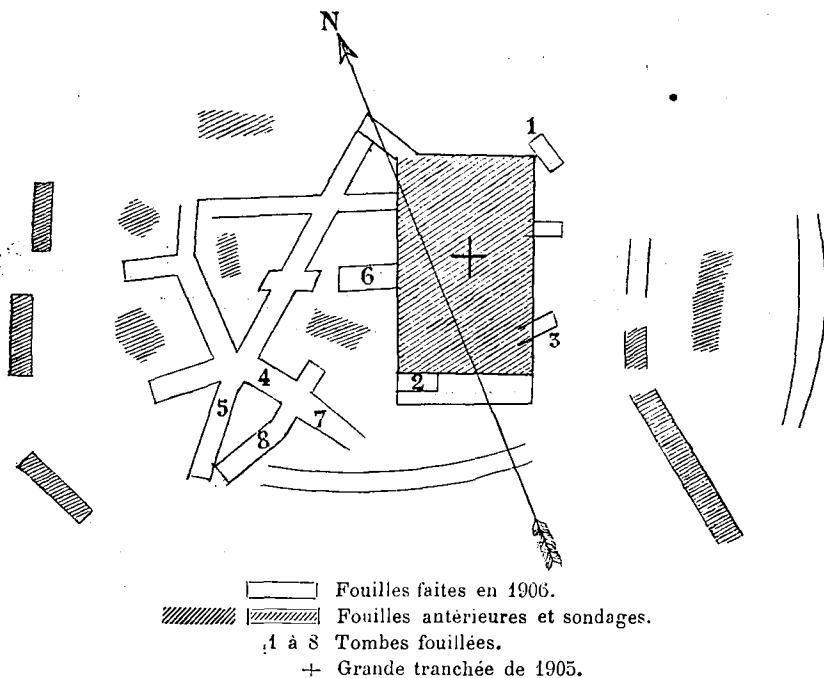 N
1
6
3
2
4
5
7
8
Fouilles faites en 1906.
Fouilles antérieures et sondages.
1 à 8 Tombes fouillées.
+ Grande tranchée de 1905.